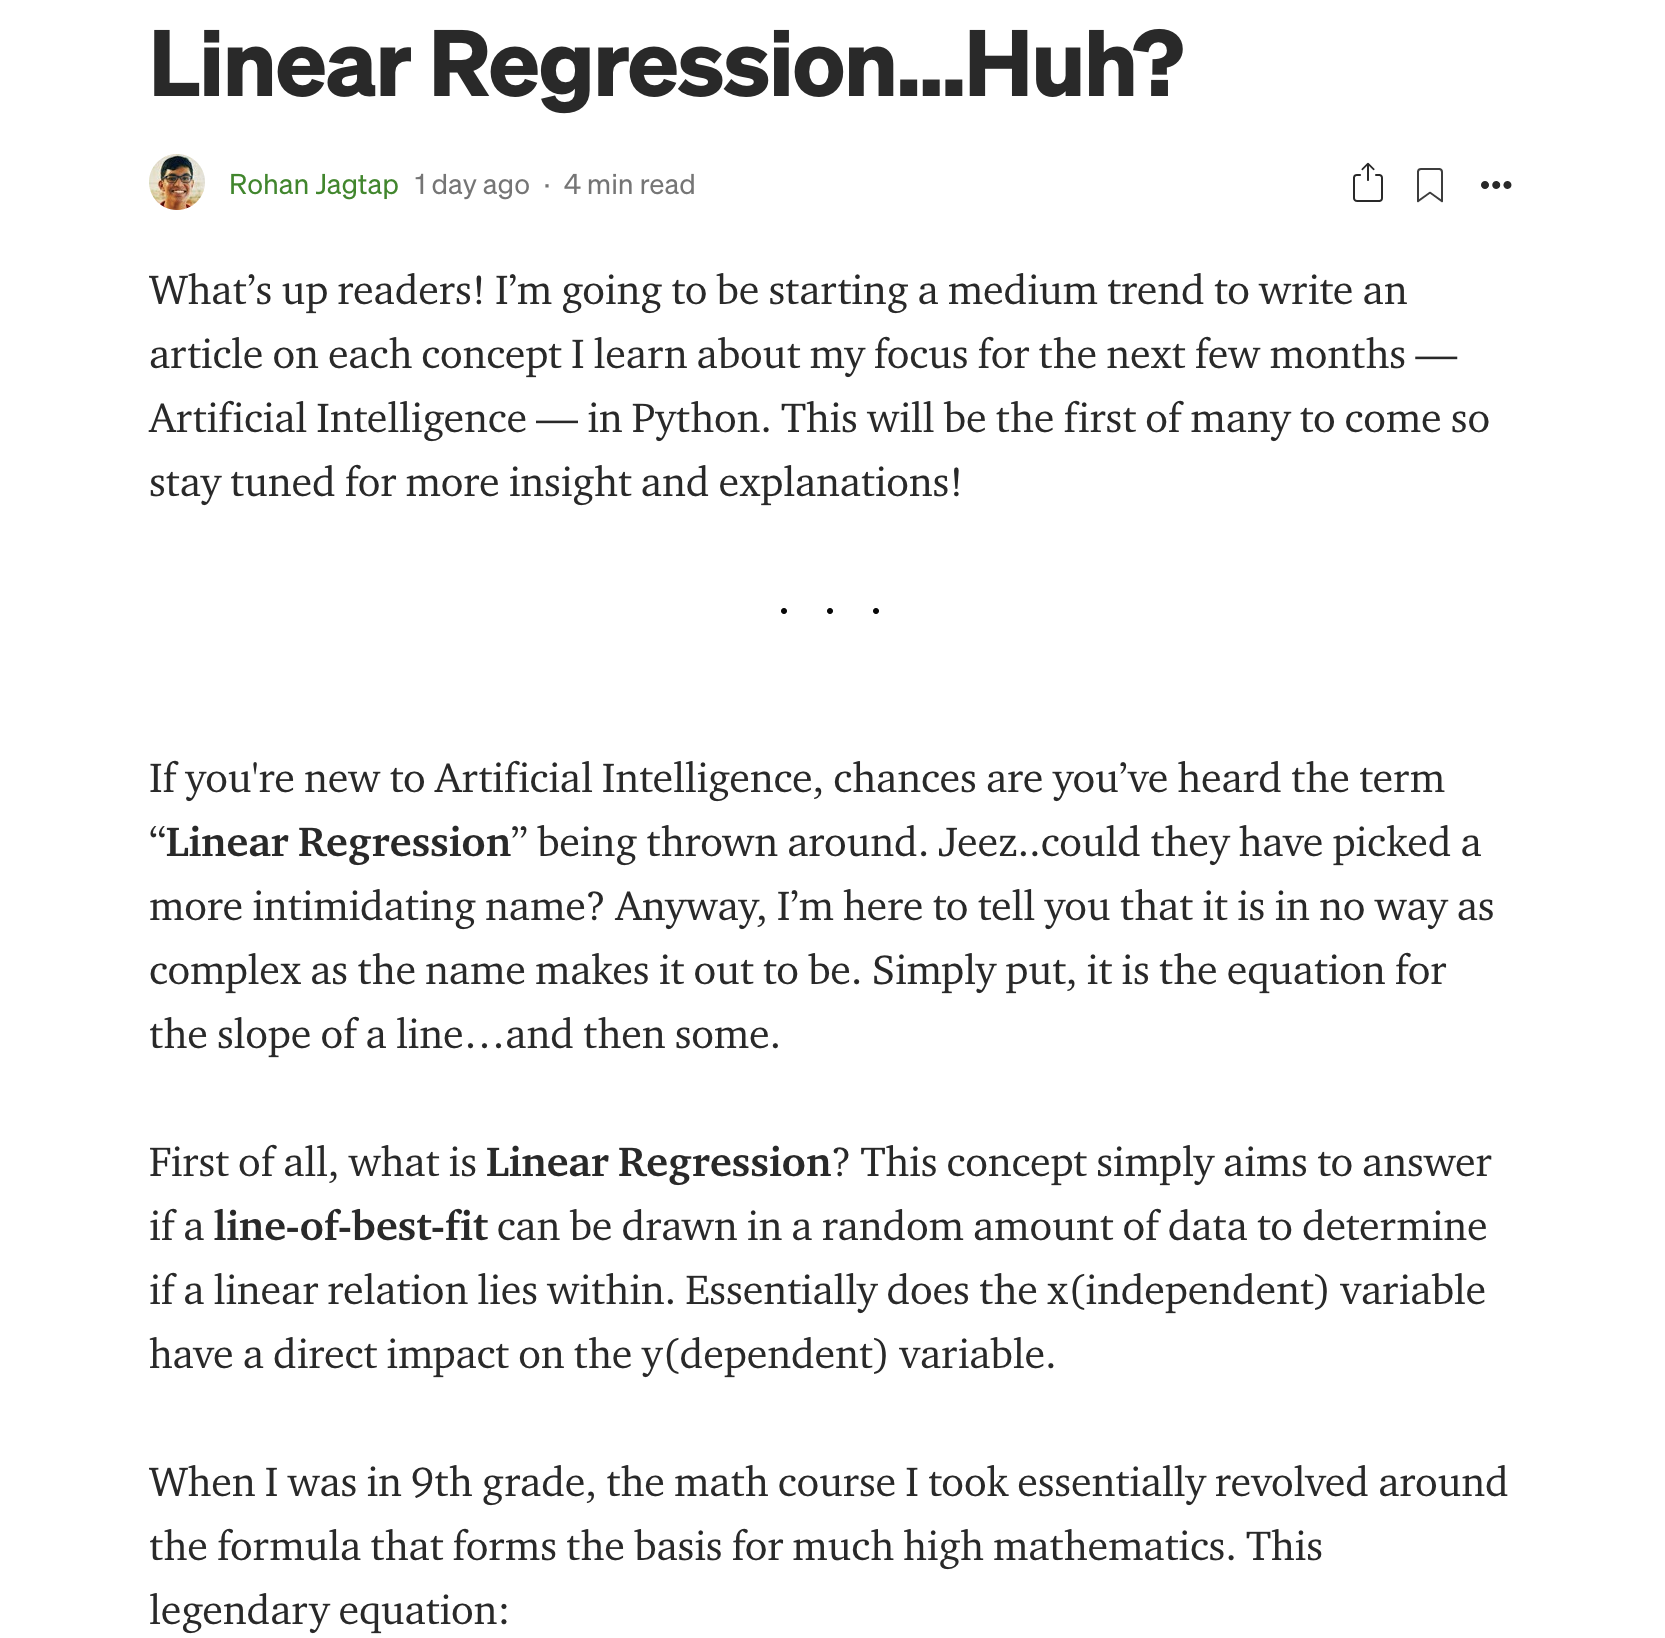 Linear Regression...Huh?
Rohan Jagtap 1 day ago · 4 min read
What’s up readers! I’m going to be starting a medium trend to write an
article on each concept I learn about my focus for the next few months —
Artificial Intelligence — in Python. This will be the first of many to come so
stay tuned for more insight and explanations!
. . .
If you're new to Artificial Intelligence, chances are you’ve heard the term
“Linear Regression” being thrown around. Jeez..could they have picked a
more intimidating name? Anyway, I’m here to tell you that it is in no way as
complex as the name makes it out to be. Simply put, it is the equation for
the slope of a line…and then some.
First of all, what is Linear Regression? This concept simply aims to answer
if a line-of-best-fit can be drawn in a random amount of data to determine
if a linear relation lies within. Essentially does the x(independent) variable
have a direct impact on the y(dependent) variable.
When I was in 9th grade, the math course I took essentially revolved around
the formula that forms the basis for much high mathematics. This
legendary equation: